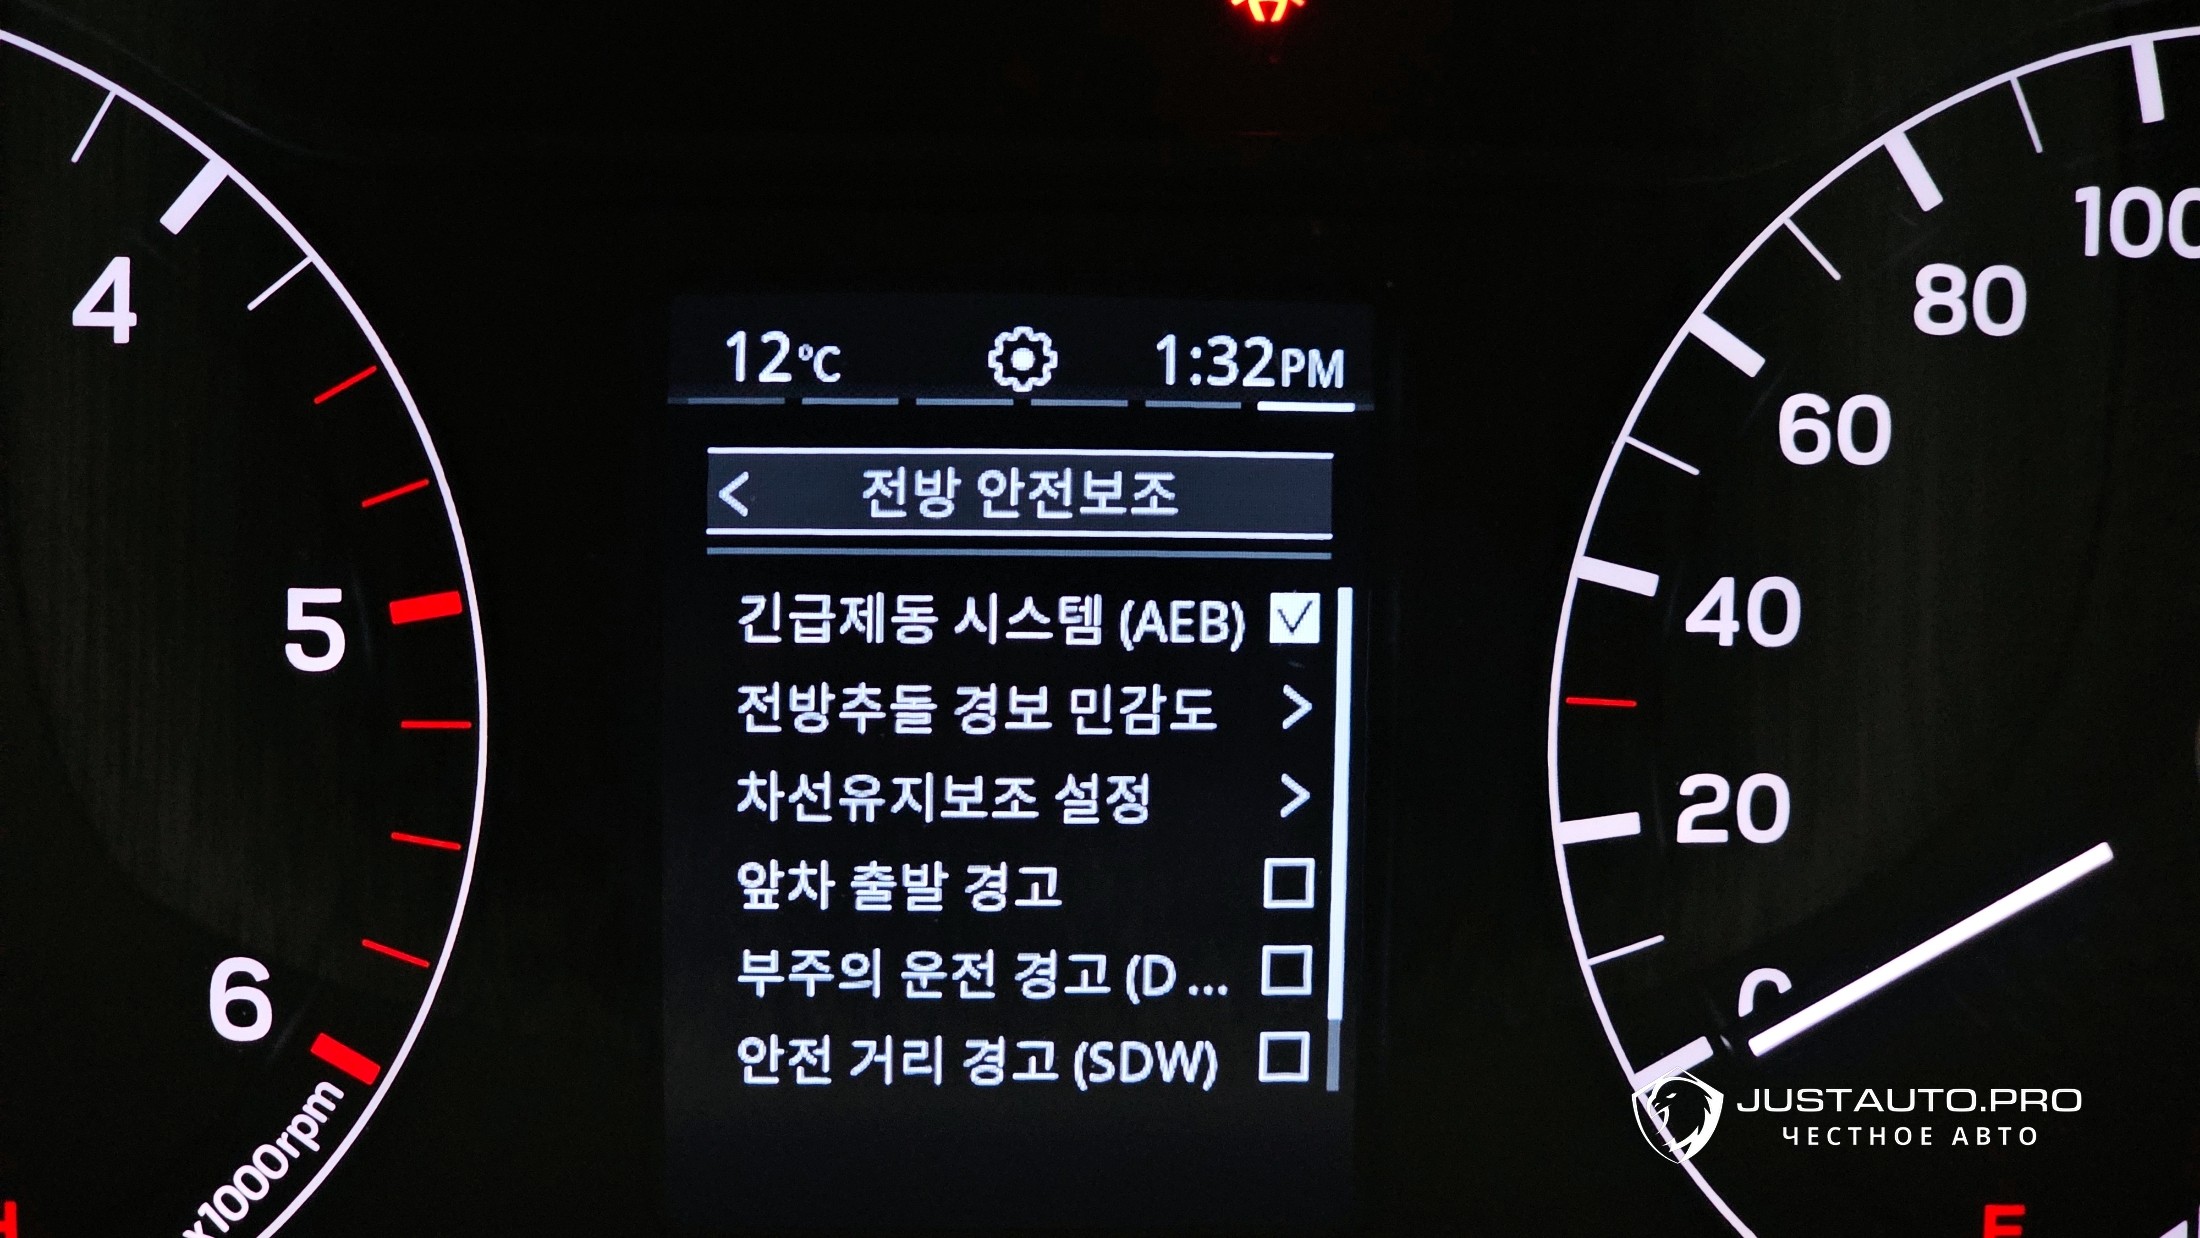 12°C 1:32PM
< 전방 안전보조
긴급제동 시스템 (AEB)
전방추돌 경보 민감도 >
차선유지보조 설정 >
앞차 출발 경고
부주의 운전 경고 (D ...
안전 거리 경고 (SDW)
4
5
6
x1000rpm
H
100
80
60
40
20
0
E
JUSTAUTO.PRO
ЧЕСТНОЕ АВТО